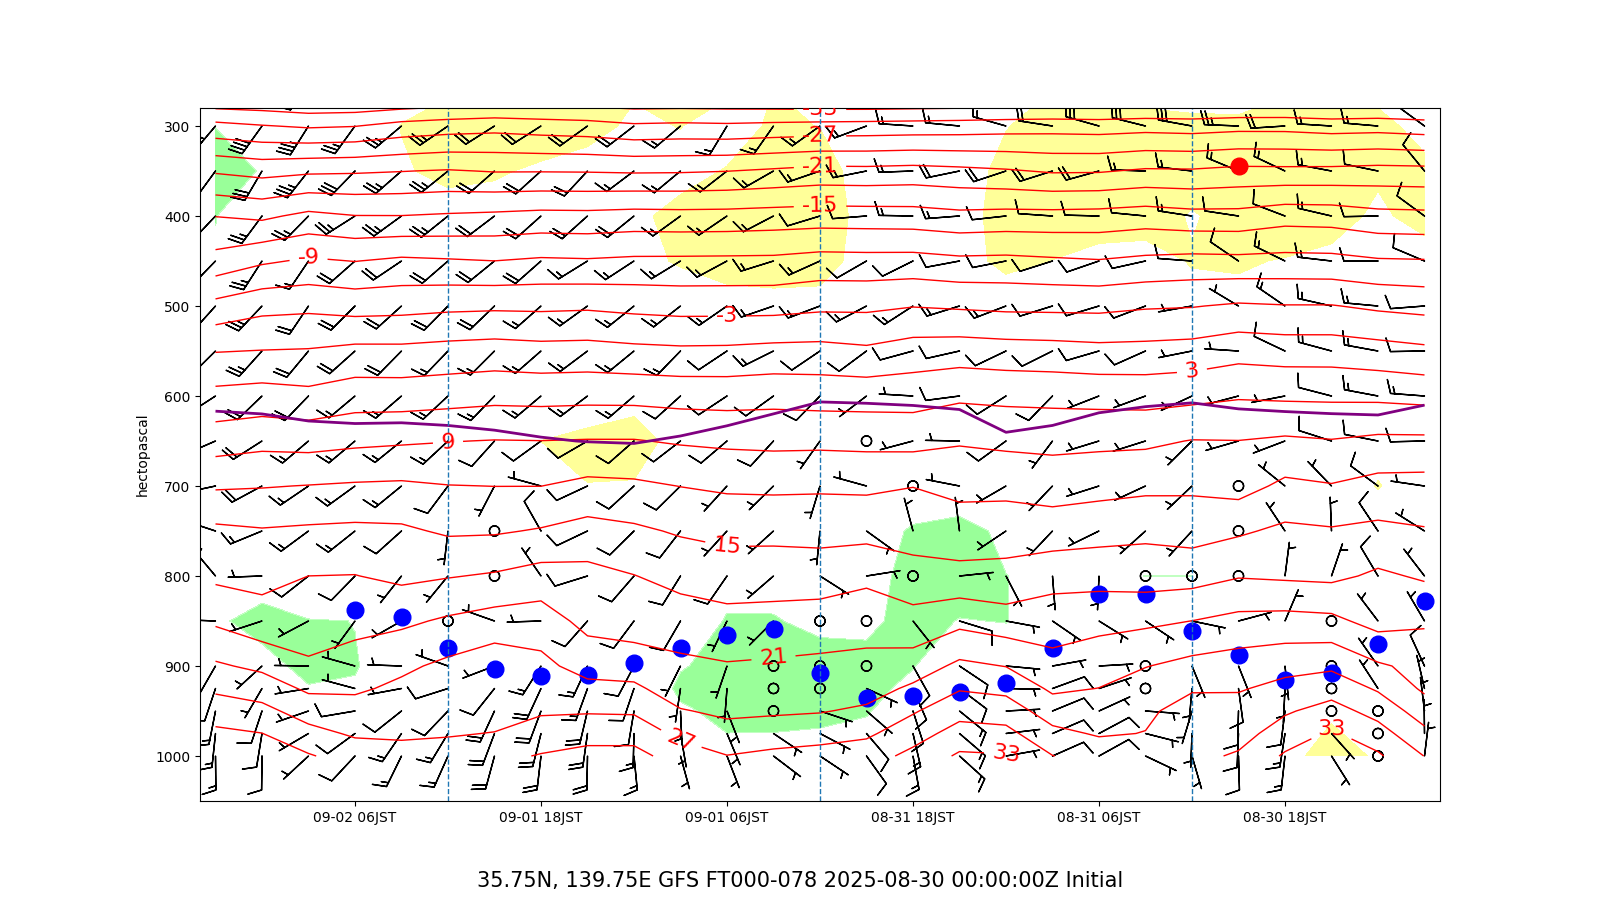 hectopascal
300
400
500
600
700
800
900
1000
-33
-27
-21
-15
-9
-3
3
9
15
21
27
33
33
09-02 06JST
09-01 18JST
09-01 06JST
08-31 18JST
08-31 06JST
08-30 18JST
35.75N, 139.75E GFS FT000-078 2025-08-30 00:00:00Z Initial